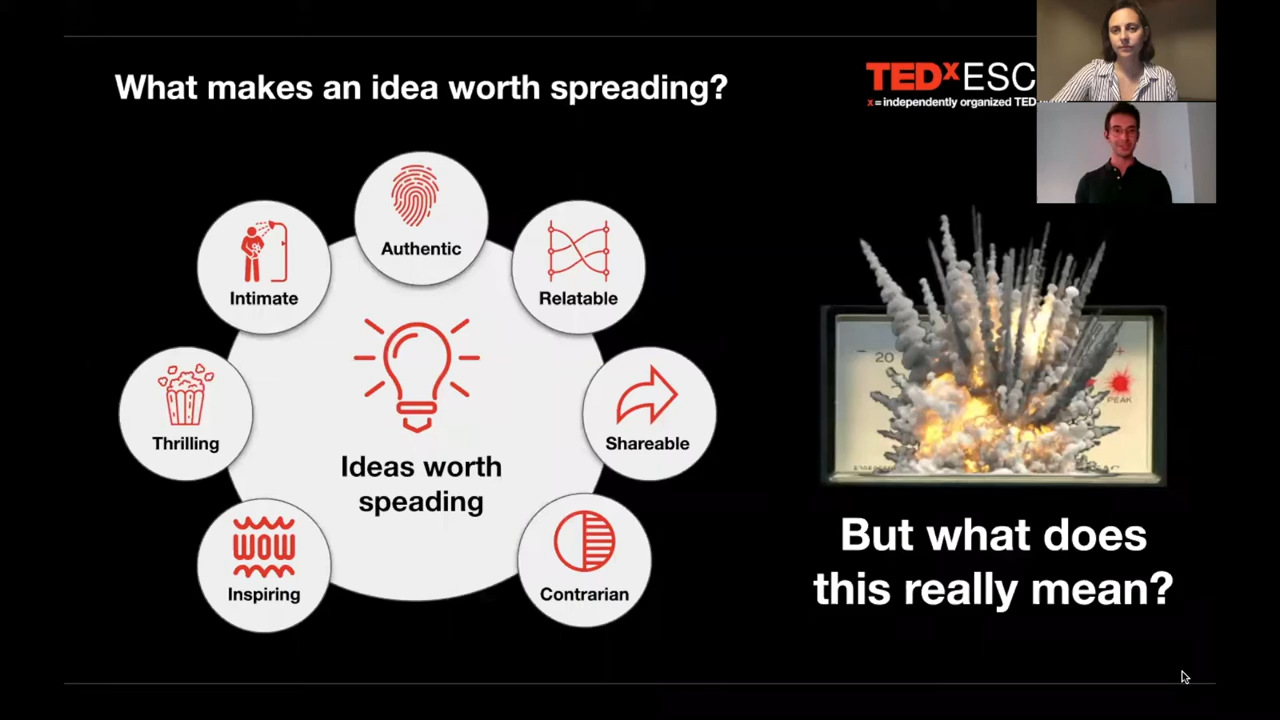 What makes an idea worth spreading?
TEDxESC
x = independently organized TED
Authentic
Intimate
Relatable
Thrilling
Shareable
Ideas worth
speading
Inspiring
WOW
Contrarian
20
+
PEAK
But what does
this really mean?